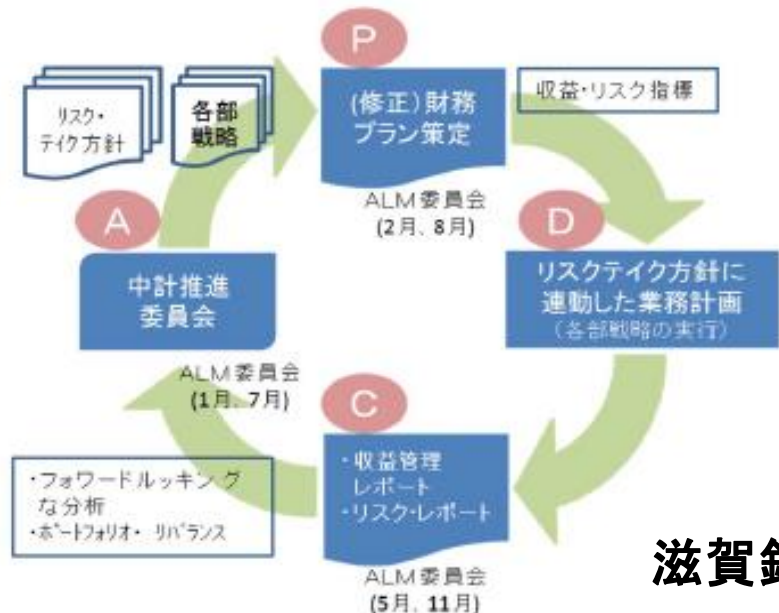 P
リスク・
テイク方針
各部
戦略
(修正)財務
プラン策定
収益・リスク指標
ALM委員会
(2月、8月)
A
D
中計推進
委員会
リスクテイク方針に
連動した業務計画
(各部戦略の実行)
ALM委員会
(1月、7月)
C
・収益管理
レポート
・リスク・レポート
・フォワードルッキング
な分析
・ポートフォリオ・リバランス
ALM委員会
(5月、11月)
滋賀銀